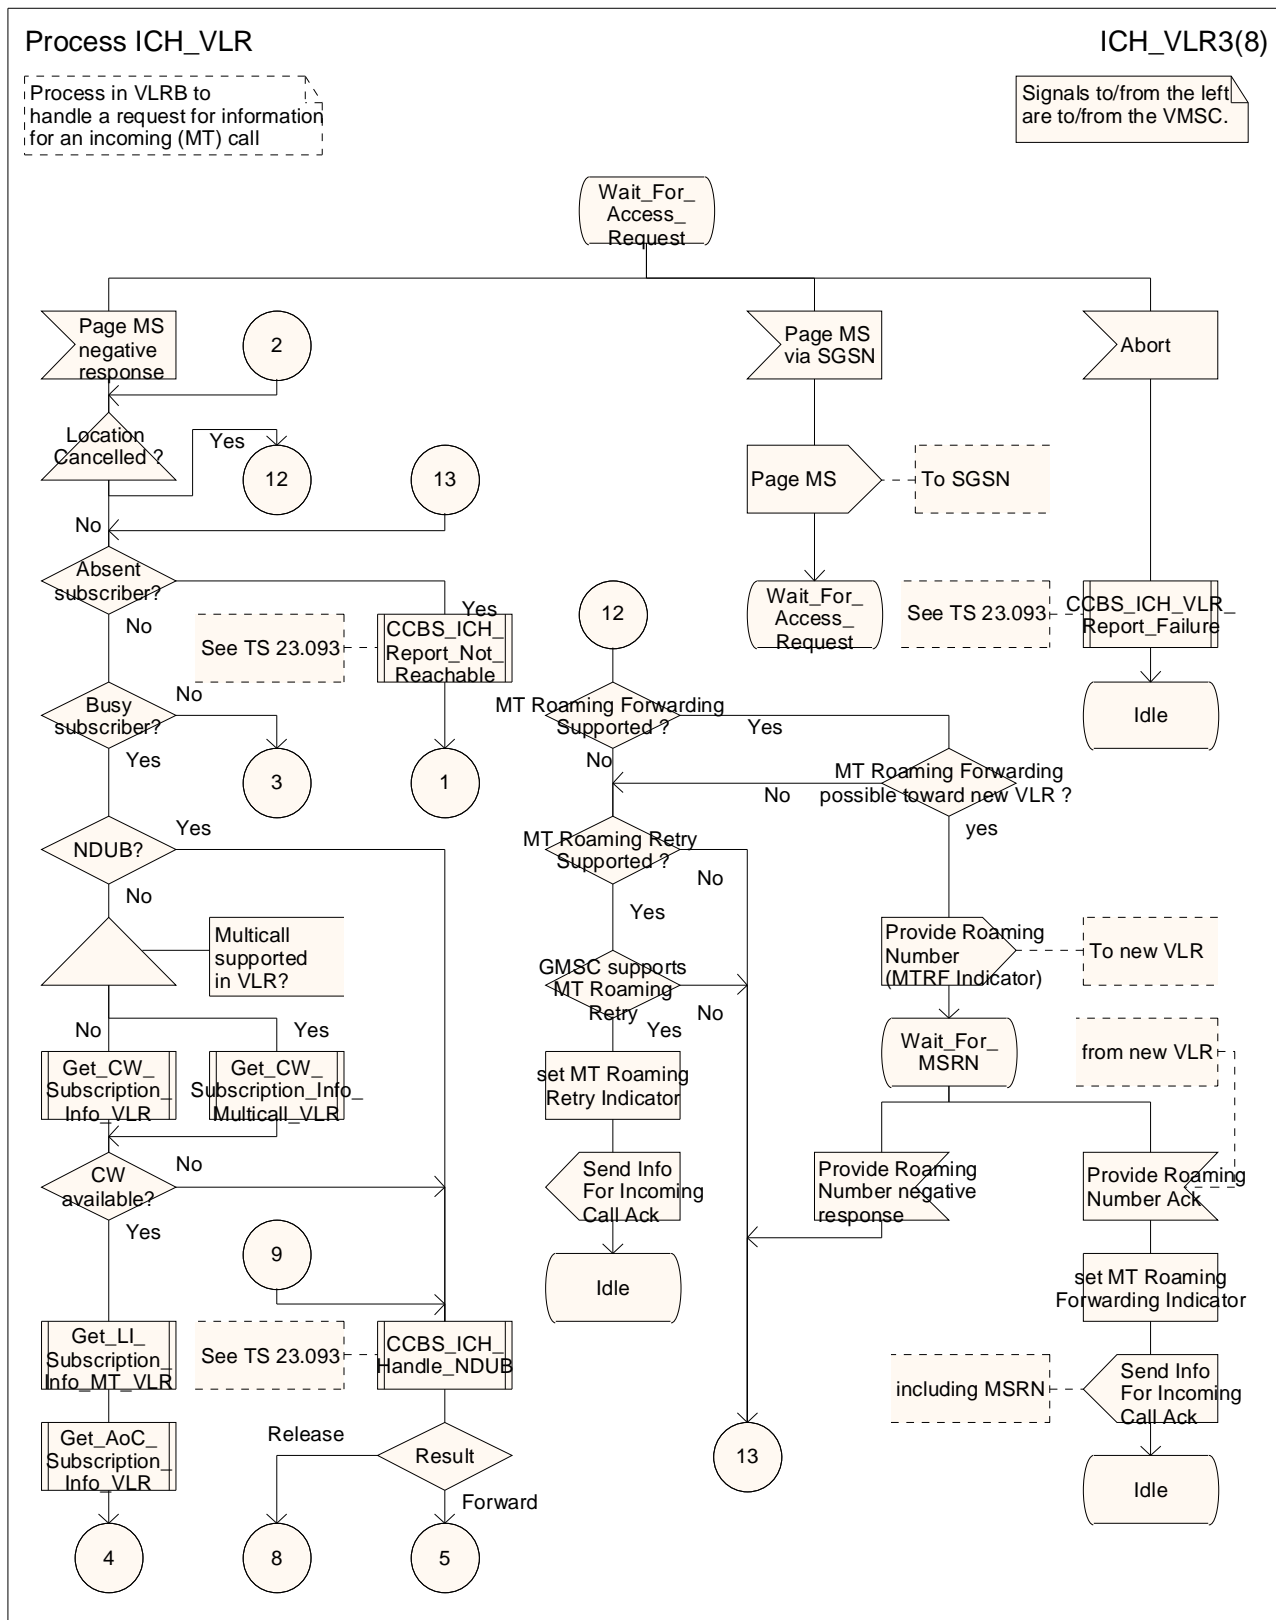 Process ICH_VLR
ICH_VLR3(8)
Process in VLRB to
handle a request for information
for an incoming (MT) call
Signals to/from the left
are to/from the VMSC.
Wait_For_
Access_
Request
Page MS
negative
response
2
Page MS
via SGSN
Abort
Location
Cancelled ?
Yes
12
13
Page MS
To SGSN
No
Absent
subscriber?
Yes
No
See TS 23.093
CCBS_ICH_
Report_Not_
Reachable
12
Wait_For_
Access_
Request
See TS 23.093
CCBS_ICH_VLR_
Report_Failure
Busy
subscriber?
No
Yes
3
1
MT Roaming Forwarding
Supported ?
Yes
No
Idle
MT Roaming Forwarding
possible toward new VLR ?
No
yes
NDUB?
Yes
No
MT Roaming Retry
Supported ?
No
Yes
Multicall
supported
in VLR?
No
Yes
GMSC supports
MT Roaming
Retry
No
Yes
Provide Roaming
Number
(MTRF Indicator)
To new VLR
Get_CW_
Subscription_
Info_VLR
Get_CW_
Subscription_Info_
Multicall_VLR
set MT Roaming
Retry Indicator
Wait_For_
MSRN
from new VLR
CW
available?
No
Yes
Send Info
For Incoming
Call Ack
Provide Roaming
Number negative
response
Provide Roaming
Number Ack
9
Idle
set MT Roaming
Forwarding Indicator
Get_LI_
Subscription_
Info_MT_VLR
See TS 23.093
CCBS_ICH_
Handle_NDUB
including MSRN
Send Info
For Incoming
Call Ack
Get_AoC_
Subscription_
Info_VLR
Release
Result
Forward
13
Idle
4
8
5